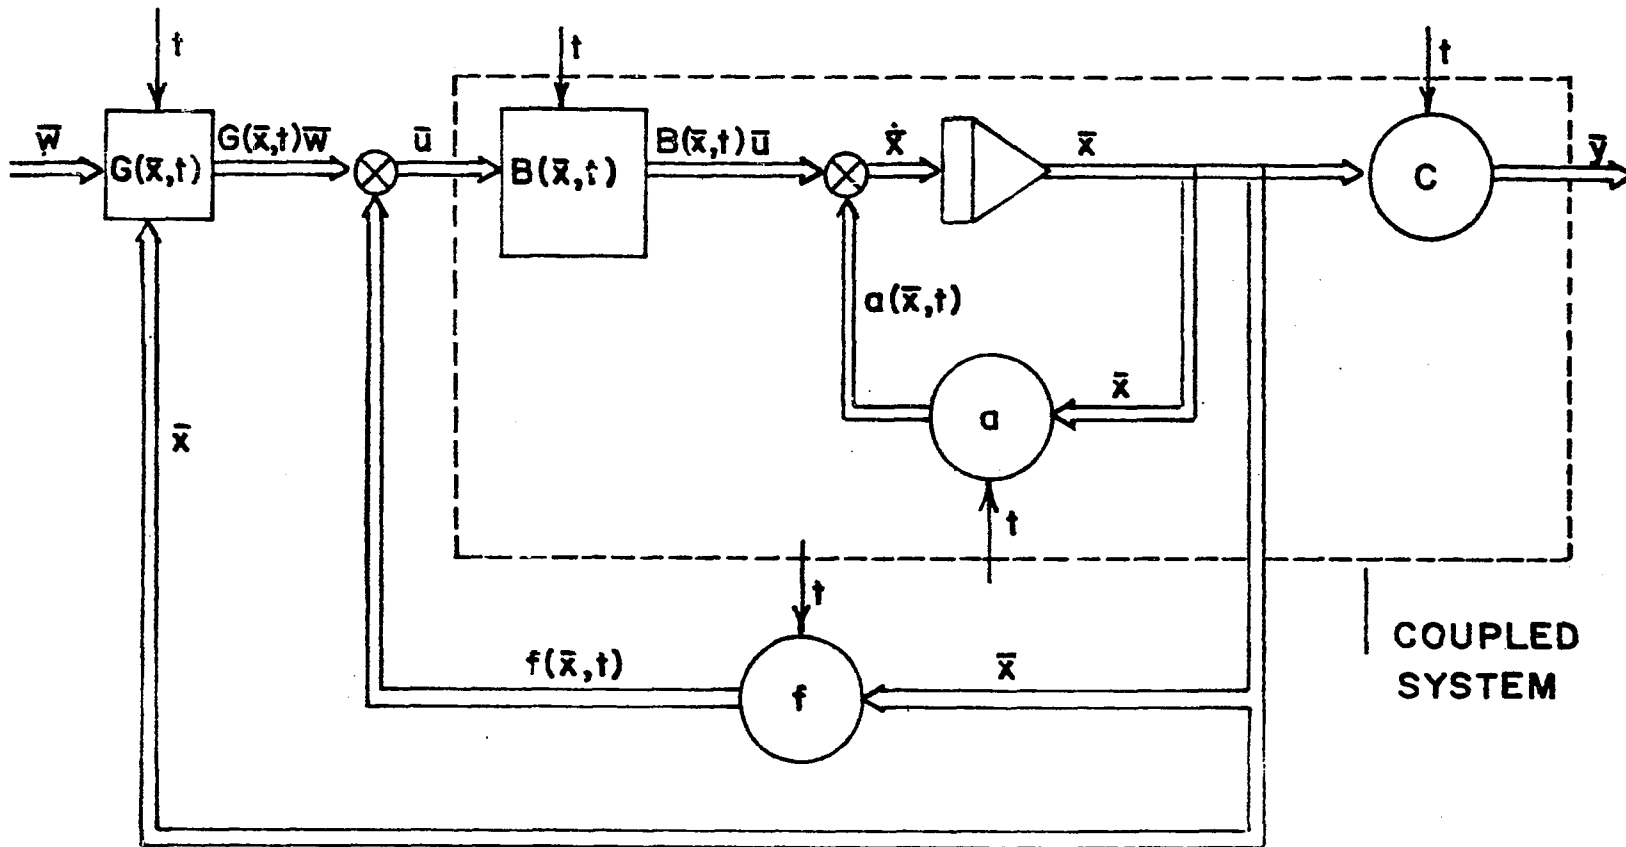 t
t
t
w̅
G(x̅,t)
G(x̅,t)w̅
u̅
B(x̅,t)
B(x̅,t)u̅
ẋ̅
x̅
C
y̅
a(x̅,t)
x̅
a
t
x̅
t
f(x̅,t)
f
x̅
COUPLED
SYSTEM